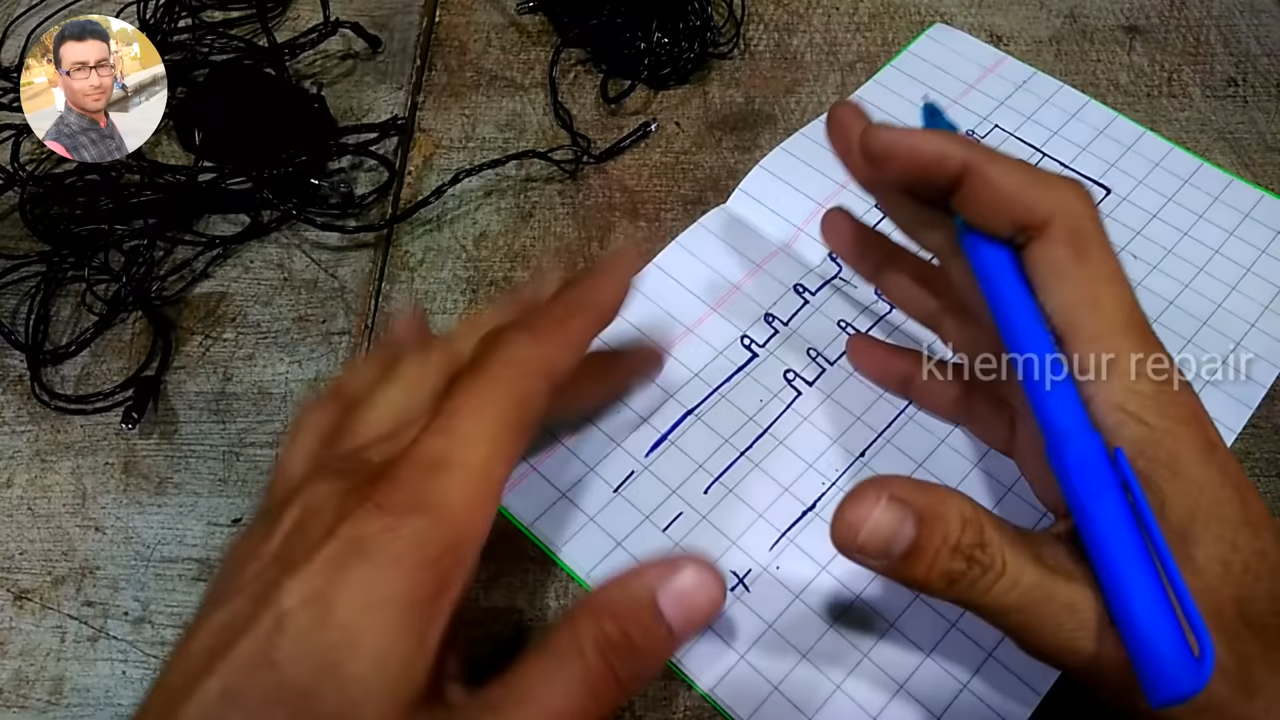 khempur repair
–
–
+